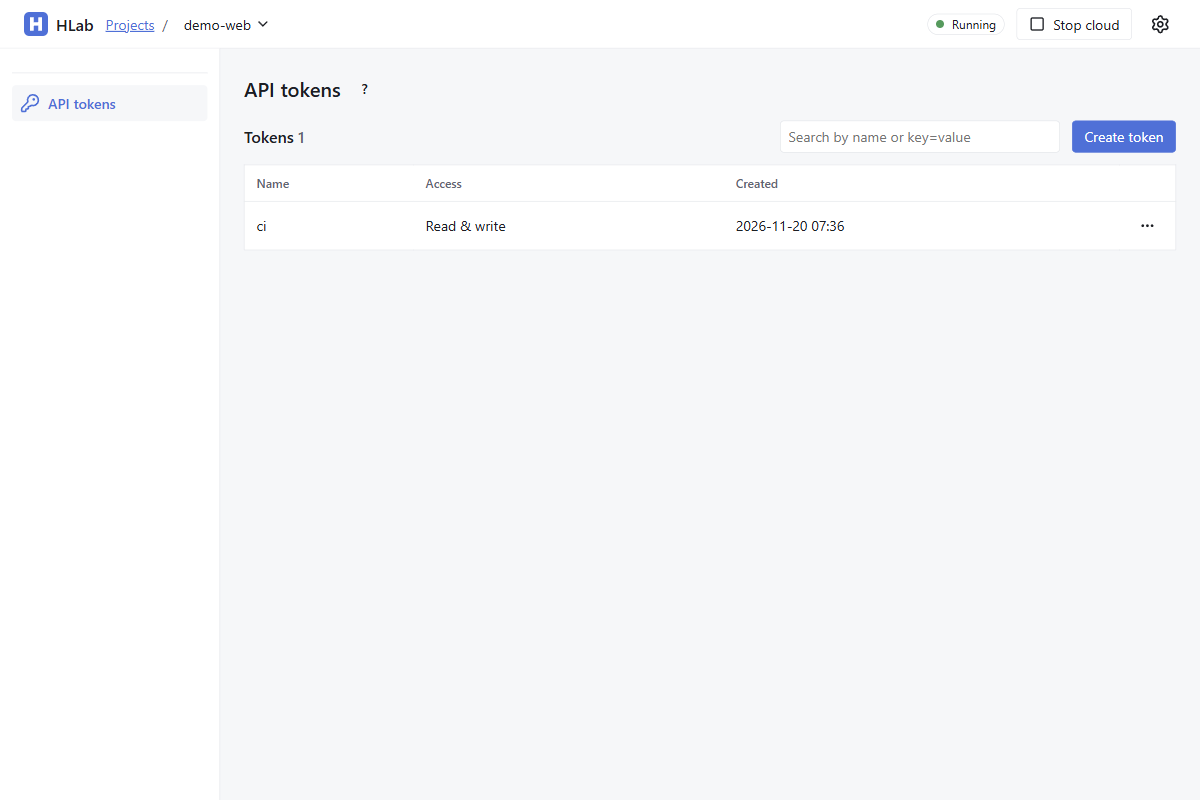 H HLab Projects / demo-web Running Stop cloud
API tokens
API tokens ?
Tokens 1 Search by name or key=value Create token
Name Access Created
ci Read & write 2026-11-20 07:36 ...